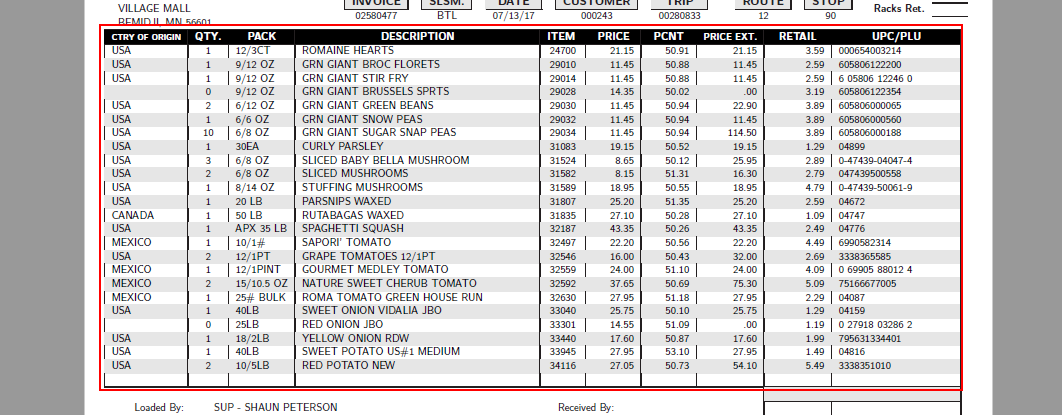 VILLAGE MALL INVOICE SLSM. DATE CUSTOMER TRIP ROUTE STOP
BEMIDJI, MN 56601 02580477 BTL 07/13/17 000243 00280833 12 90 Racks Ret.
CTRY OF ORIGIN QTY. PACK DESCRIPTION ITEM PRICE PCNT PRICE EXT. RETAIL UPC/PLU
USA 1 12/3CT ROMAINE HEARTS 24700 21.15 50.91 21.15 3.59 000654003214
USA 1 9/12 OZ GRN GIANT BROC FLORETS 29010 11.45 50.88 11.45 2.59 605806122200
USA 1 9/12 OZ GRN GIANT STIR FRY 29014 11.45 50.88 11.45 2.59 6 05806 12246 0
0 9/12 OZ GRN GIANT BRUSSELS SPRTS 29028 14.35 50.02 .00 3.19 605806122354
USA 2 6/12 OZ GRN GIANT GREEN BEANS 29030 11.45 50.94 22.90 3.89 605806000065
USA 1 6/6 OZ GRN GIANT SNOW PEAS 29032 11.45 50.94 11.45 3.89 605806000560
USA 10 6/8 OZ GRN GIANT SUGAR SNAP PEAS 29034 11.45 50.94 114.50 3.89 605806000188
USA 1 30EA CURLY PARSLEY 31083 19.15 50.52 19.15 1.29 04899
USA 3 6/8 OZ SLICED BABY BELLA MUSHROOM 31524 8.65 50.12 25.95 2.89 0-47439-04047-4
USA 2 6/8 OZ SLICED MUSHROOMS 31582 8.15 51.31 16.30 2.79 047439500558
USA 1 8/14 OZ STUFFING MUSHROOMS 31589 18.95 50.55 18.95 4.79 0-47439-50061-9
USA 1 20 LB PARSNIPS WAXED 31807 25.20 51.35 25.20 2.59 04672
CANADA 1 50 LB RUTABAGAS WAXED 31835 27.10 50.28 27.10 1.09 04747
USA 1 APX 35 LB SPAGHETTI SQUASH 32187 43.35 50.26 43.35 2.49 04776
MEXICO 1 10/1# SAPORI' TOMATO 32497 22.20 50.56 22.20 4.49 6990582314
USA 2 12/1PT GRAPE TOMATOES 12/1PT 32546 16.00 50.43 32.00 2.69 3338365585
MEXICO 1 12/1PINT GOURMET MEDLEY TOMATO 32559 24.00 51.10 24.00 4.09 0 69905 88012 4
MEXICO 2 15/10.5 OZ NATURE SWEET CHERUB TOMATO 32592 37.65 50.69 75.30 5.09 75166677005
MEXICO 1 25# BULK ROMA TOMATO GREEN HOUSE RUN 32630 27.95 51.18 27.95 2.29 04087
USA 1 40LB SWEET ONION VIDALIA JBO 33040 25.75 50.10 25.75 1.29 04159
0 25LB RED ONION JBO 33301 14.55 51.09 .00 1.19 0 27918 03286 2
USA 1 18/2LB YELLOW ONION RDW 33440 17.60 50.87 17.60 1.99 795631334401
USA 1 40LB SWEET POTATO US#1 MEDIUM 33945 27.95 53.10 27.95 1.49 04816
USA 2 10/5LB RED POTATO NEW 34116 27.05 50.73 54.10 5.49 3338351010
Loaded By: SUP - SHAUN PETERSON Received By: